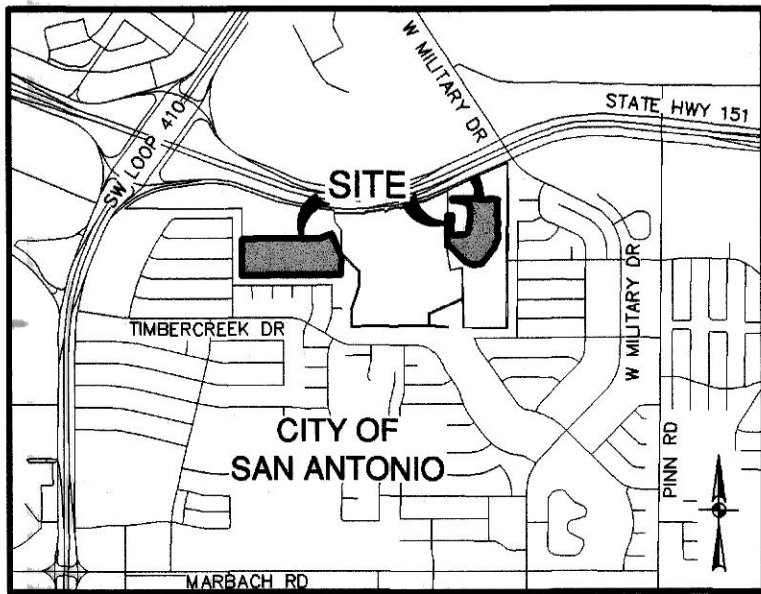 W MILITARY DR
STATE HWY 151
SW LOOP 410
SITE
TIMBERCREEK DR
W MILITARY DR
CITY OF
SAN ANTONIO
PINN RD
MARBACH RD